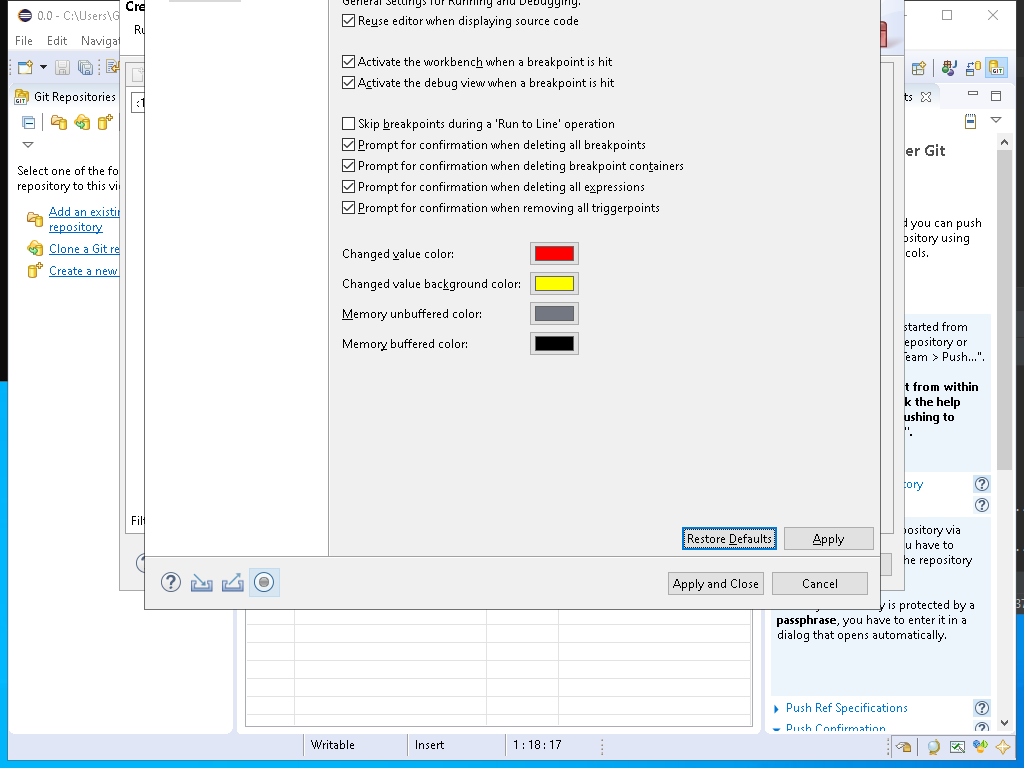 0.0 - C:\Users\G
File Edit Navigat
Git Repositories
Select one of the fo
repository to this vi
Add an existin
repository
Clone a Git re
Create a new
Cre
Ru
General Settings for Running and Debugging.
Reuse editor when displaying source code
Activate the workbench when a breakpoint is hit
Activate the debug view when a breakpoint is hit
Skip breakpoints during a 'Run to Line' operation
Prompt for confirmation when deleting all breakpoints
Prompt for confirmation when deleting breakpoint containers
Prompt for confirmation when deleting all expressions
Prompt for confirmation when removing all triggerpoints
Changed value color:
Changed value background color:
Memory unbuffered color:
Memory buffered color:
Restore Defaults Apply
Apply and Close Cancel
Filt
GIT
ts
er Git
d you can push
ository using
cols.
started from
epository or
Team > Push...".
t from within
k the help
ushing to
".
ory
pository via
u have to
he repository
y is protected by a
passphrase, you have to enter it in a
dialog that opens automatically.
Push Ref Specifications
Push Confirmation
Writable Insert 1 : 18 : 17